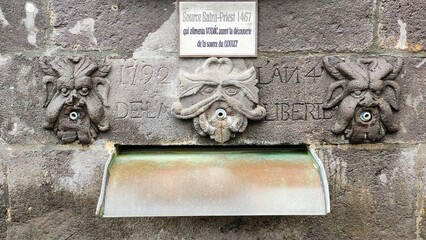 Source Saint-Priest 1467
qui alimenta VOLVIC avant la découverte
de la source du GOULET
1792 L'AN 4
DE LA LIBERTE